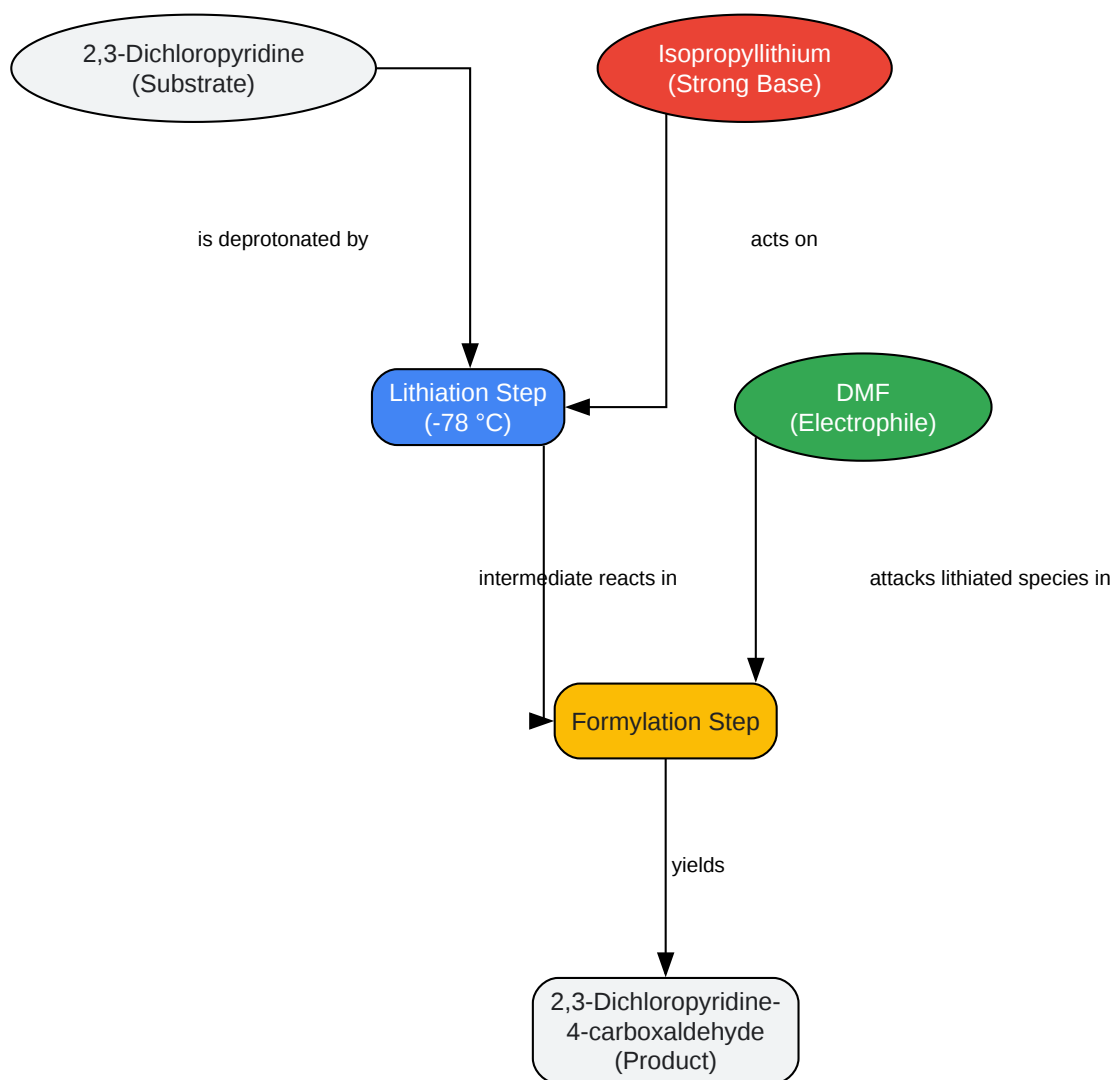 2,3-Dichloropyridine
(Substrate)
Isopropyllithium
(Strong Base)
is deprotonated by
acts on
Lithiation Step
(-78 °C)
DMF
(Electrophile)
intermediate reacts in
attacks lithiated species in
Formylation Step
yields
2,3-Dichloropyridine-
4-carboxaldehyde
(Product)